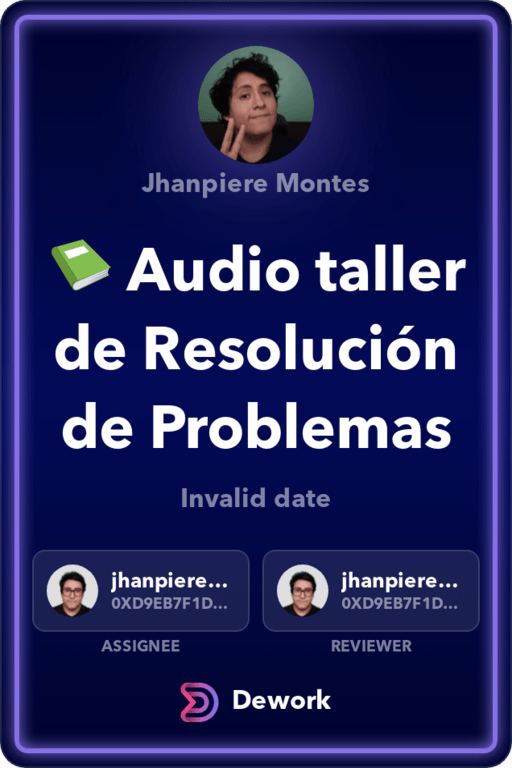 Jhanpiere Montes
📗 Audio taller
de Resolución
de Problemas
Invalid date
jhanpiere...
0XD9EB7F1D...
ASSIGNEE
jhanpiere...
0XD9EB7F1D...
REVIEWER
Dework